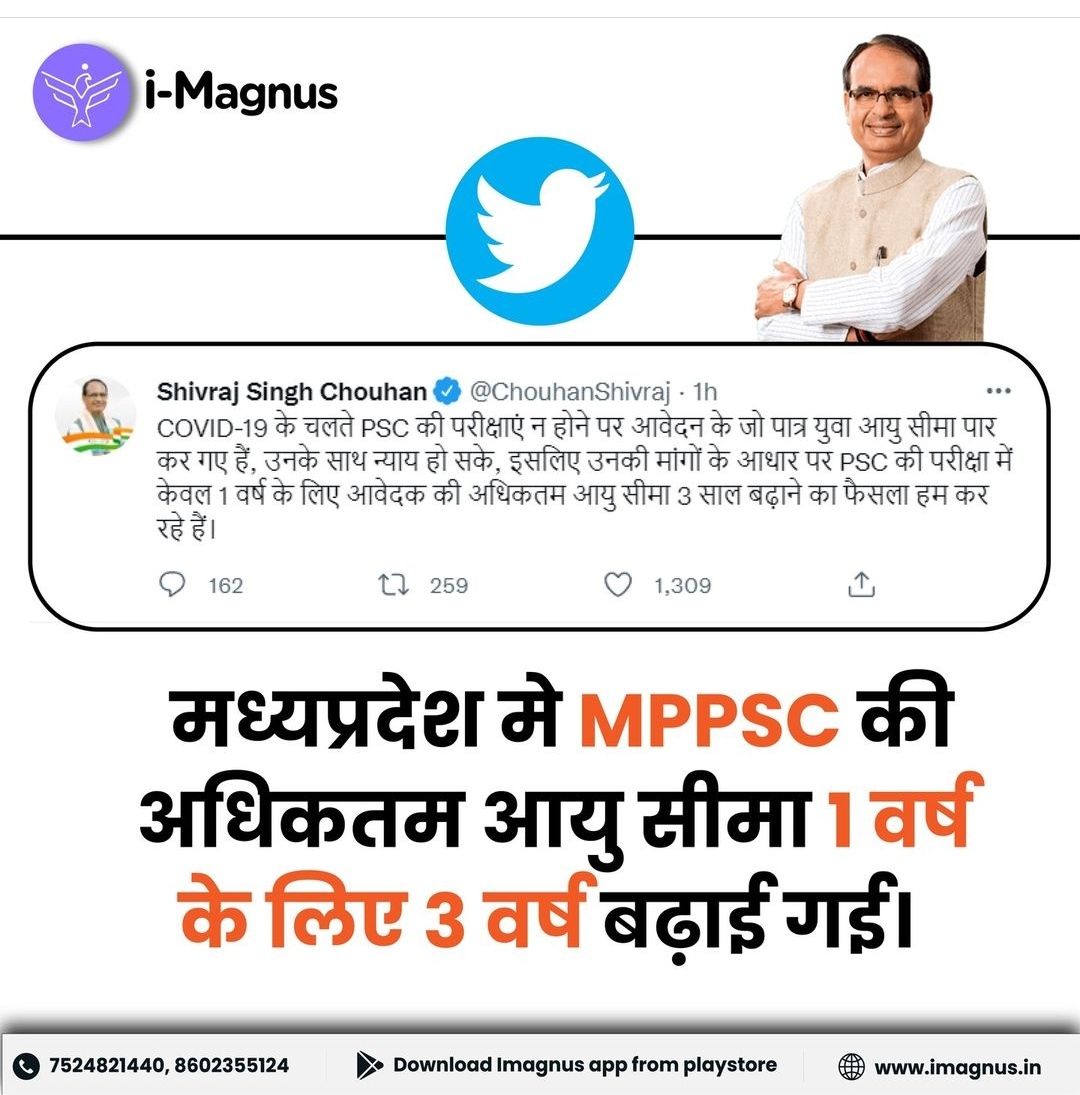 i-Magnus
Shivraj Singh Chouhan @ChouhanShivraj · 1h
COVID-19 के चलते PSC की परीक्षाएं न होने पर आवेदन के जो पात्र युवा आयु सीमा पार
कर गए हैं, उनके साथ न्याय हो सके, इसलिए उनकी मांगों के आधार पर PSC की परीक्षा में
केवल 1 वर्ष के लिए आवेदक की अधिकतम आयु सीमा 3 साल बढ़ाने का फैसला हम कर
रहे हैं।
162 259 1,309
मध्यप्रदेश मे MPPSC की
अधिकतम आयु सीमा 1 वर्ष
के लिए 3 वर्ष बढ़ाई गई।
7524821440, 8602355124 Download Imagnus app from playstore www.imagnus.in